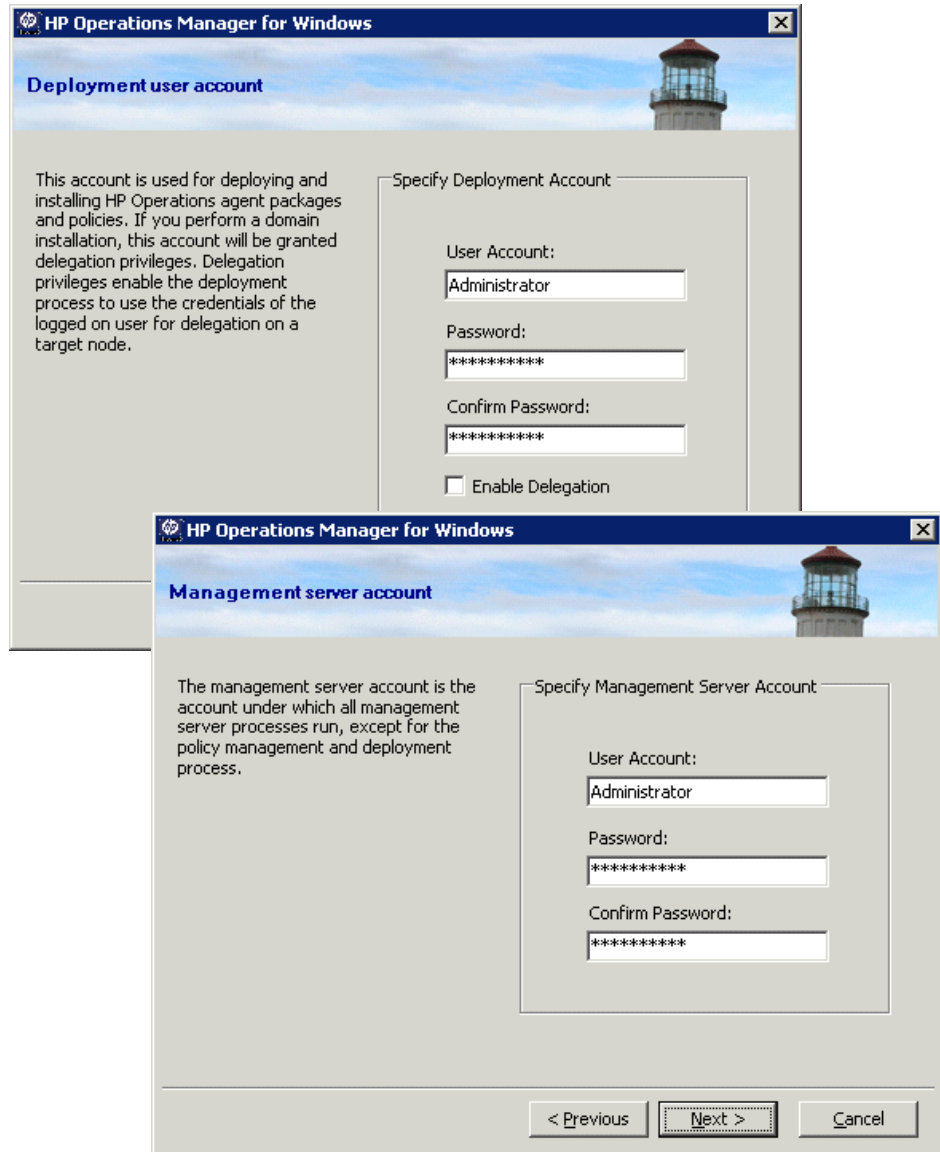 HP Operations Manager for Windows
Deployment user account
This account is used for deploying and
installing HP Operations agent packages
and policies. If you perform a domain
installation, this account will be granted
delegation privileges. Delegation
privileges enable the deployment
process to use the credentials of the
logged on user for delegation on a
target node.
Specify Deployment Account
User Account:
Administrator
Password:
**********
Confirm Password:
**********
Enable Delegation
HP Operations Manager for Windows
Management server account
The management server account is the
account under which all management
server processes run, except for the
policy management and deployment
process.
Specify Management Server Account
User Account:
Administrator
Password:
**********
Confirm Password:
**********
< Previous
Next >
Cancel